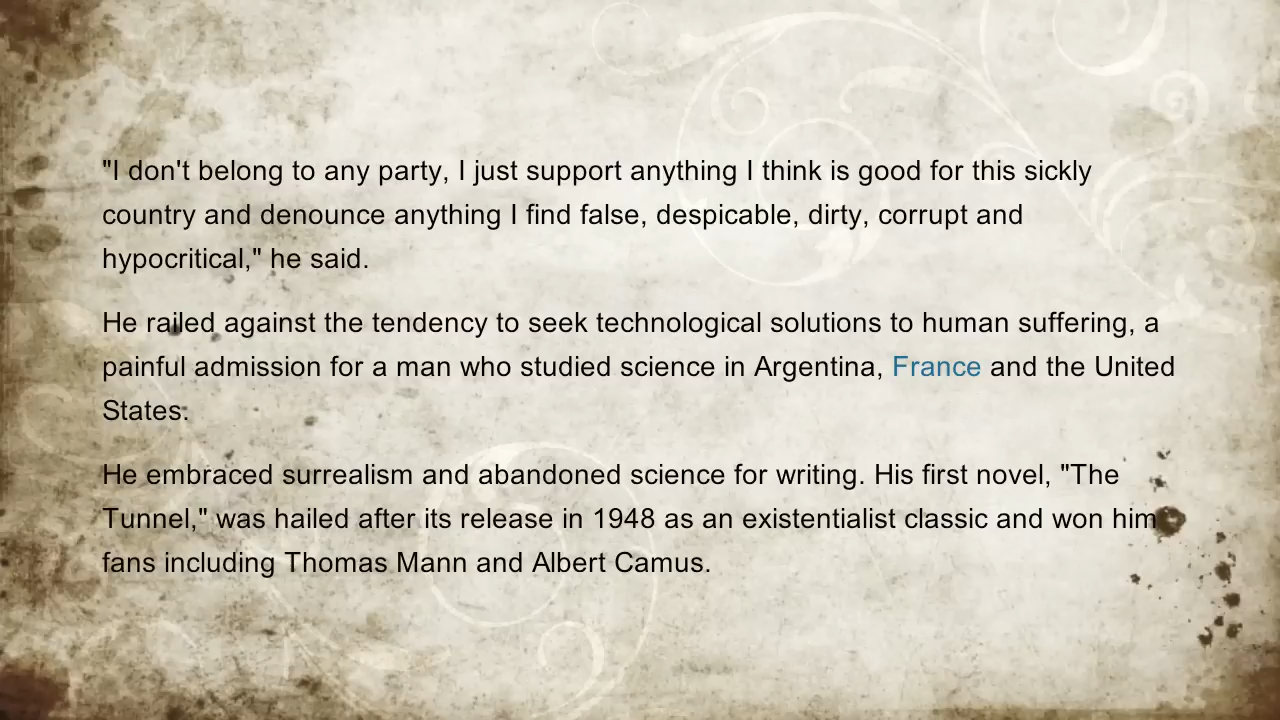 "I don't belong to any party, I just support anything I think is good for this sickly
country and denounce anything I find false, despicable, dirty, corrupt and
hypocritical," he said.
He railed against the tendency to seek technological solutions to human suffering, a
painful admission for a man who studied science in Argentina, France and the United
States.
He embraced surrealism and abandoned science for writing. His first novel, "The
Tunnel," was hailed after its release in 1948 as an existentialist classic and won him
fans including Thomas Mann and Albert Camus.